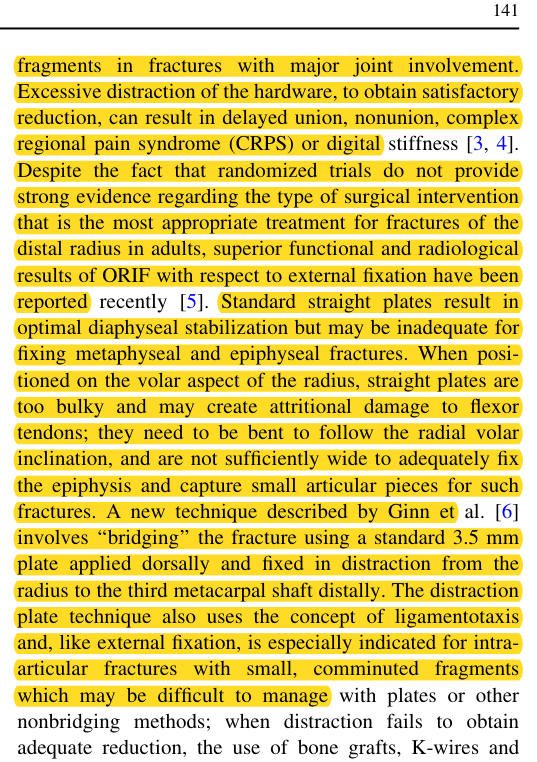 141
fragments in fractures with major joint involvement.
Excessive distraction of the hardware, to obtain satisfactory
reduction, can result in delayed union, nonunion, complex
regional pain syndrome (CRPS) or digital stiffness [3, 4].
Despite the fact that randomized trials do not provide
strong evidence regarding the type of surgical intervention
that is the most appropriate treatment for fractures of the
distal radius in adults, superior functional and radiological
results of ORIF with respect to external fixation have been
reported recently [5]. Standard straight plates result in
optimal diaphyseal stabilization but may be inadequate for
fixing metaphyseal and epiphyseal fractures. When posi-
tioned on the volar aspect of the radius, straight plates are
too bulky and may create attritional damage to flexor
tendons; they need to be bent to follow the radial volar
inclination, and are not sufficiently wide to adequately fix
the epiphysis and capture small articular pieces for such
fractures. A new technique described by Ginn et al. [6]
involves “bridging” the fracture using a standard 3.5 mm
plate applied dorsally and fixed in distraction from the
radius to the third metacarpal shaft distally. The distraction
plate technique also uses the concept of ligamentotaxis
and, like external fixation, is especially indicated for intra-
articular fractures with small, comminuted fragments
which may be difficult to manage with plates or other
nonbridging methods; when distraction fails to obtain
adequate reduction, the use of bone grafts, K-wires and